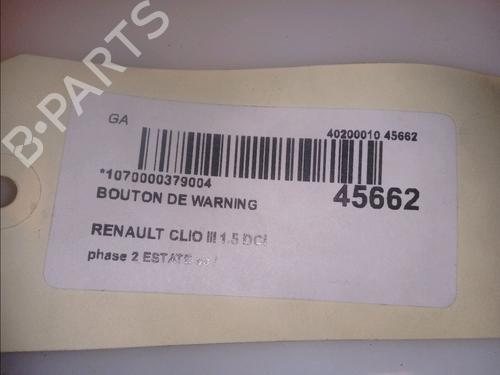 B-PARTS
GA
40200010 45662
*1070000379004
45662
BOUTON DE WARNING
RENAULT CLIO III 1.5 DCI
phase 2 ESTATE